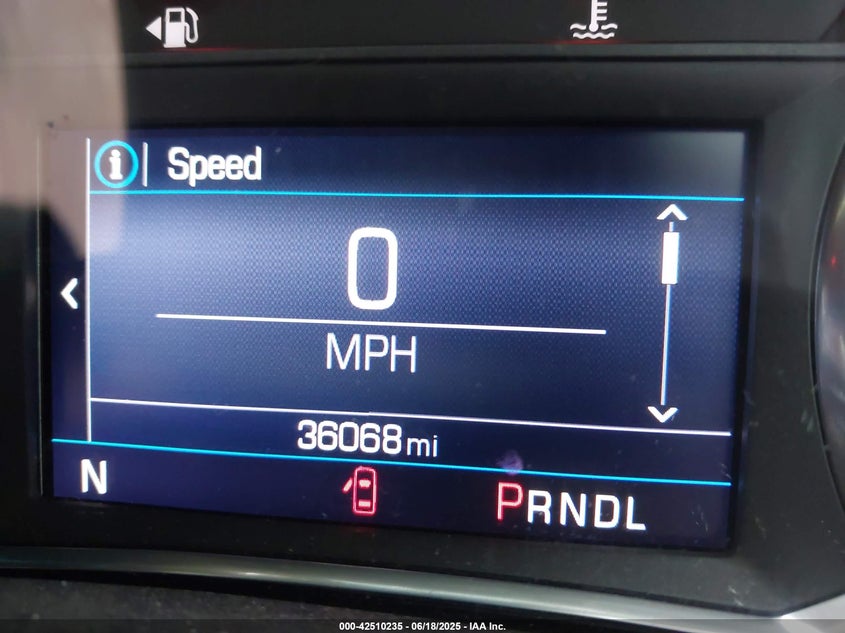 i | Speed
0
MPH
36068 mi
N PRNDL
000-42510235 - 06/18/2025 - IAA Inc.